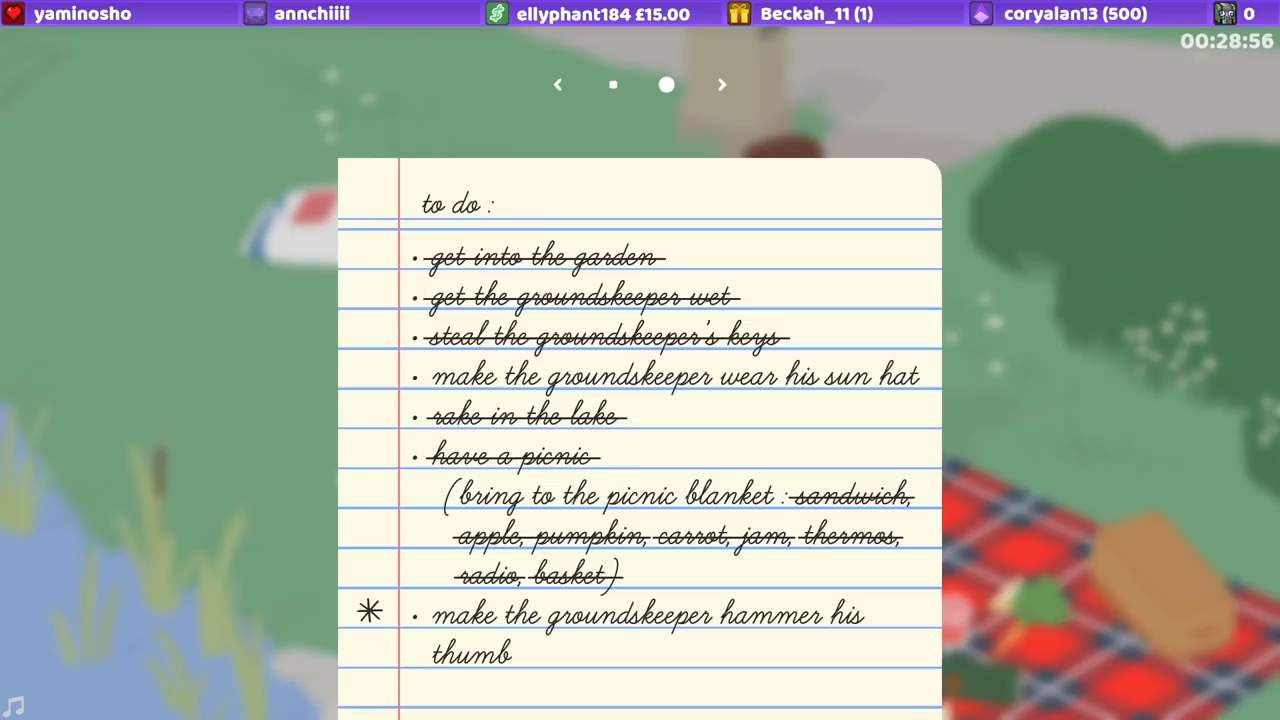 yaminosho annchiiii ellyphant184 £15.00 Beckah_11 (1) coryalan13 (500) 0
00:28:56
to do :
• get into the garden
• get the groundskeeper wet
• steal the groundskeeper's keys
• make the groundskeeper wear his sun hat
• rake in the lake
• have a picnic
(bring to the picnic blanket : sandwich,
apple, pumpkin, carrot, jam, thermos,
radio, basket)
• make the groundskeeper hammer his
thumb